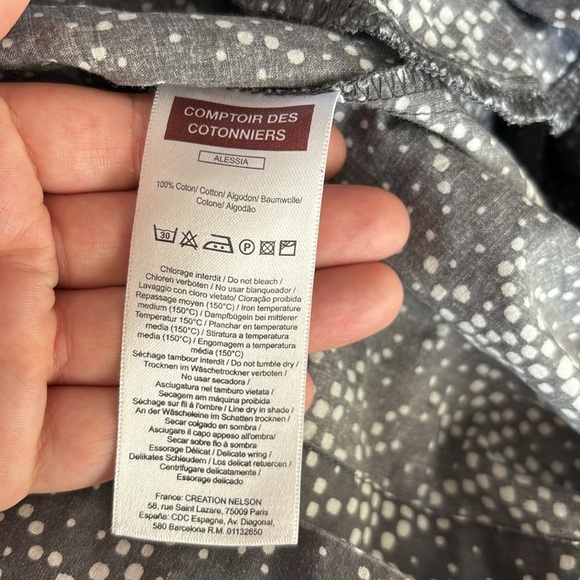 COMPTOIR DES
COTONNIERS
ALESSIA
100% Coton/ Cotton/ Algodon/ Baumwolle/
Cotone/ Algodão
30 P
Chlorage interdit / Do not bleach /
Chloren verboten / No usar blanqueador /
Lavaggio con cloro vietato/ Cloração proibida
Repassage moyen (150°C) / Iron temperature
medium (150°C) / Dampfbügeln bei mittlerer
Temperatur 150°C / Planchar en temperature
media (150°C) / Stiratura a temperatura
media (150°C) / Engomagem a temperatura
média (150°C)
Séchage tambour interdit / Do not tumble dry /
Trocknen im Wäschetrockner verboten /
No usar secadora /
Asciugatura nel tamburo vietata /
Secagem am máquina proibida
Séchage sur fil à l'ombre / Line dry in shade /
An der Wäscheleine im Schatten trocknen /
Secar colgado en sombra /
Asciugare il capo appeso all'ombra/
Secar sobre fio à sombra
Essorage Délicat / Delicate wring /
Delikates Schleudern / Los delicat retuercen /
Centrifugare delicatamente /
Essorage delicado
France: CREATION NELSON
58, rue Saint Lazare, 75009 Paris
España: CDC Espagne, Av. Diagonal,
580 Barcelona R.M. 01132650